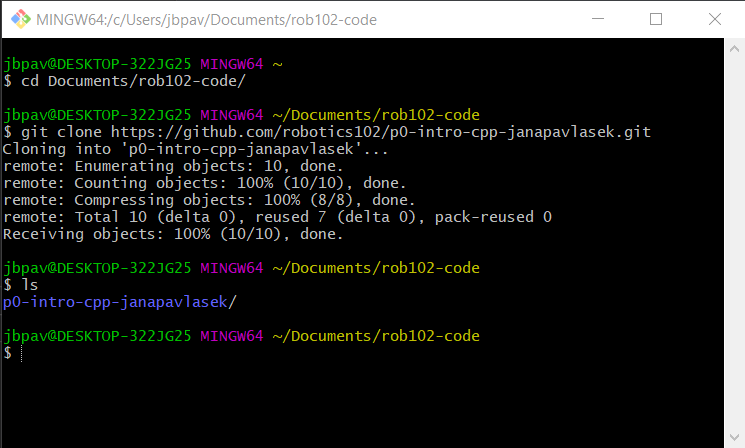 MINGW64:/c/Users/jbpav/Documents/rob102-code
jbpav@DESKTOP-322JG25 MINGW64 ~
$ cd Documents/rob102-code/
jbpav@DESKTOP-322JG25 MINGW64 ~/Documents/rob102-code
$ git clone https://github.com/robotics102/p0-intro-cpp-janapavlasek.git
Cloning into 'p0-intro-cpp-janapavlasek'...
remote: Enumerating objects: 10, done.
remote: Counting objects: 100% (10/10), done.
remote: Compressing objects: 100% (8/8), done.
remote: Total 10 (delta 0), reused 7 (delta 0), pack-reused 0
Receiving objects: 100% (10/10), done.
jbpav@DESKTOP-322JG25 MINGW64 ~/Documents/rob102-code
$ ls
p0-intro-cpp-janapavlasek/
jbpav@DESKTOP-322JG25 MINGW64 ~/Documents/rob102-code
$